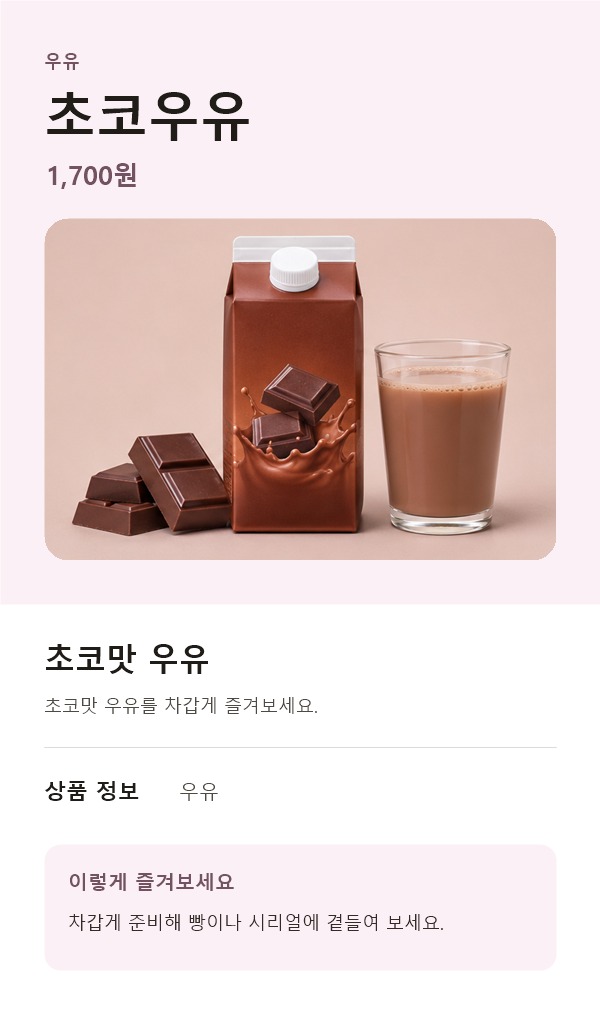 우유
초코우유
1,700원
초코맛 우유
초코맛 우유를 차갑게 즐겨보세요.
상품 정보 우유
이렇게 즐겨보세요
차갑게 준비해 빵이나 시리얼에 곁들여 보세요.